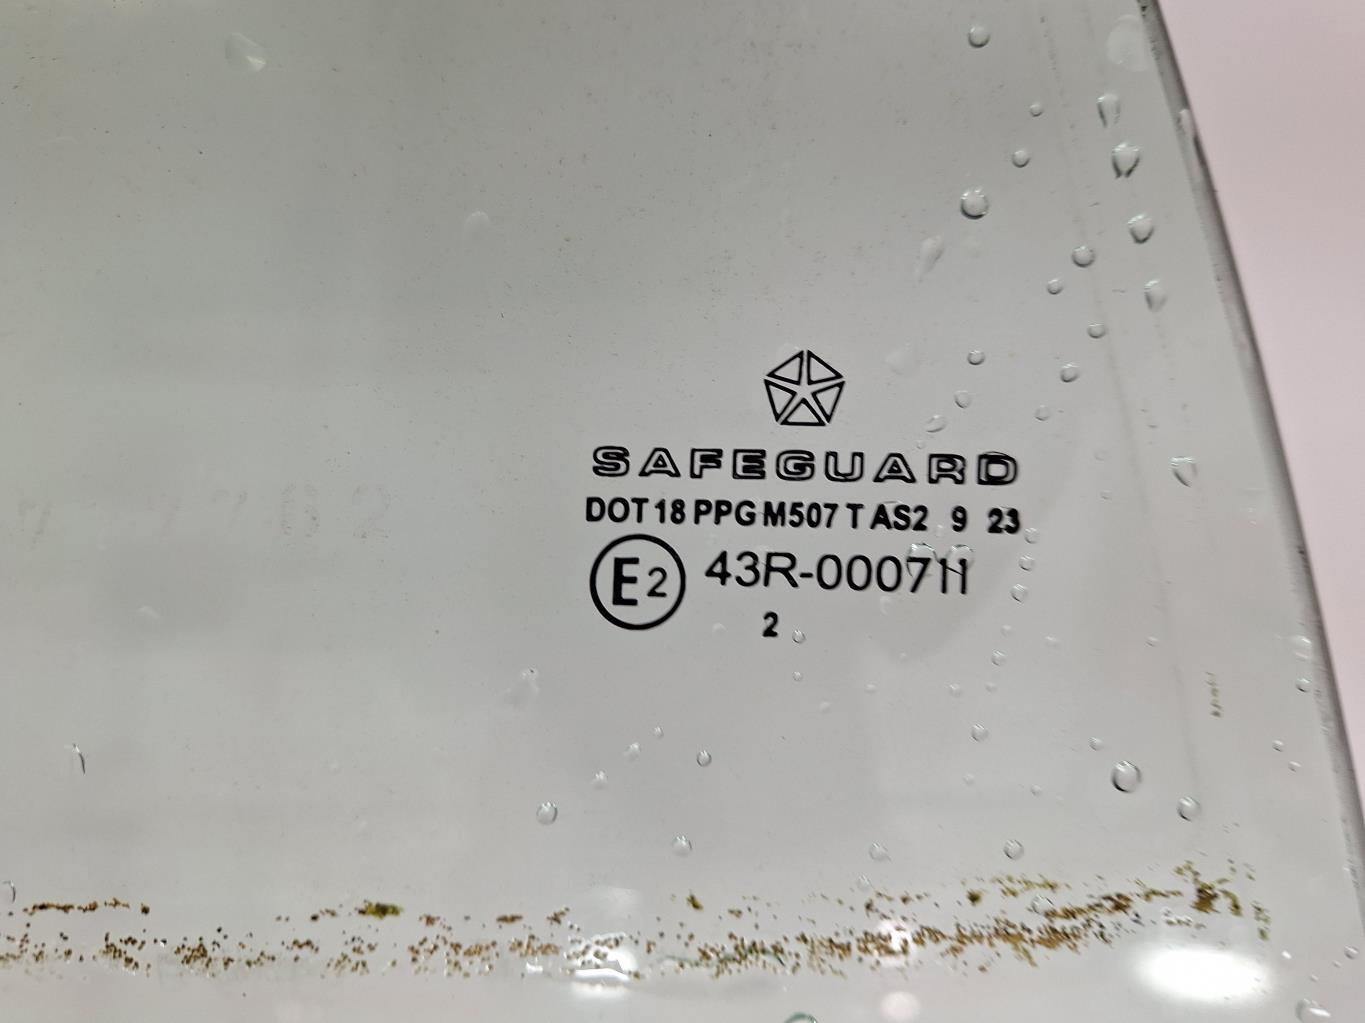 SAFEGUARD
DOT 18 PPG M507 T AS2 9 23
E2 43R-000711
2